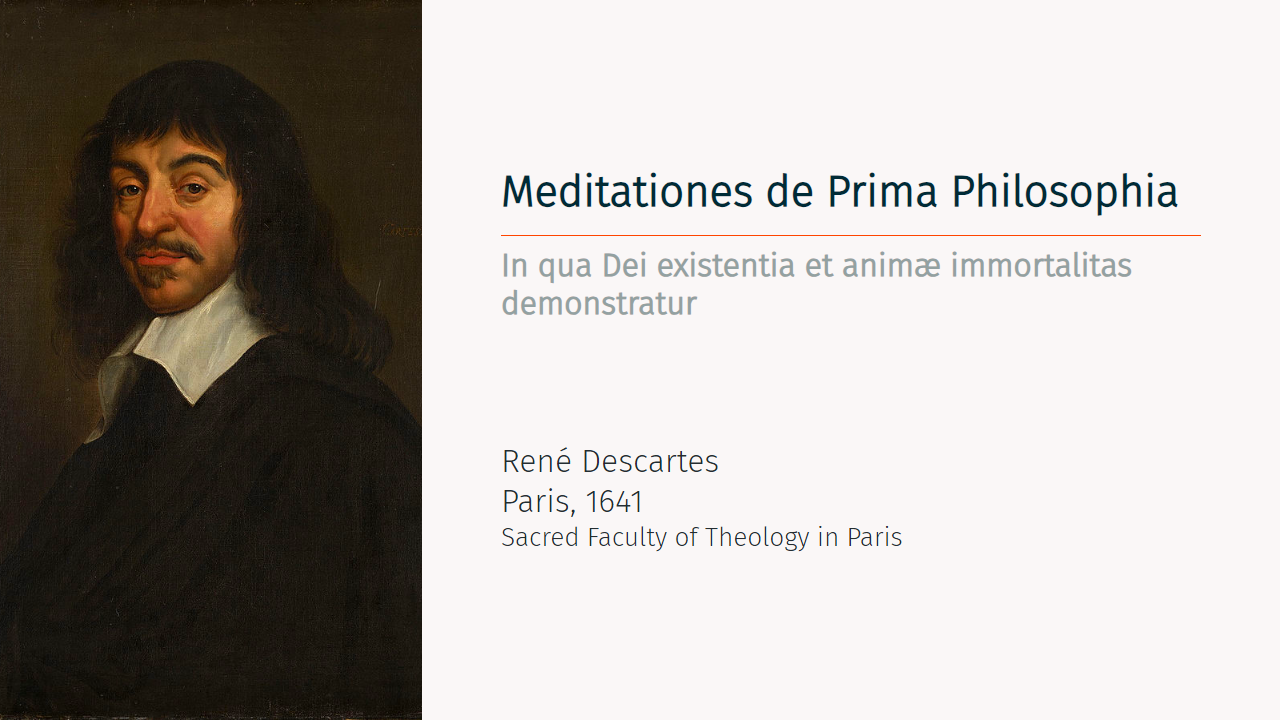 Meditationes de Prima Philosophia
In qua Dei existentia et animæ immortalitas
demonstratur
René Descartes
Paris, 1641
Sacred Faculty of Theology in Paris